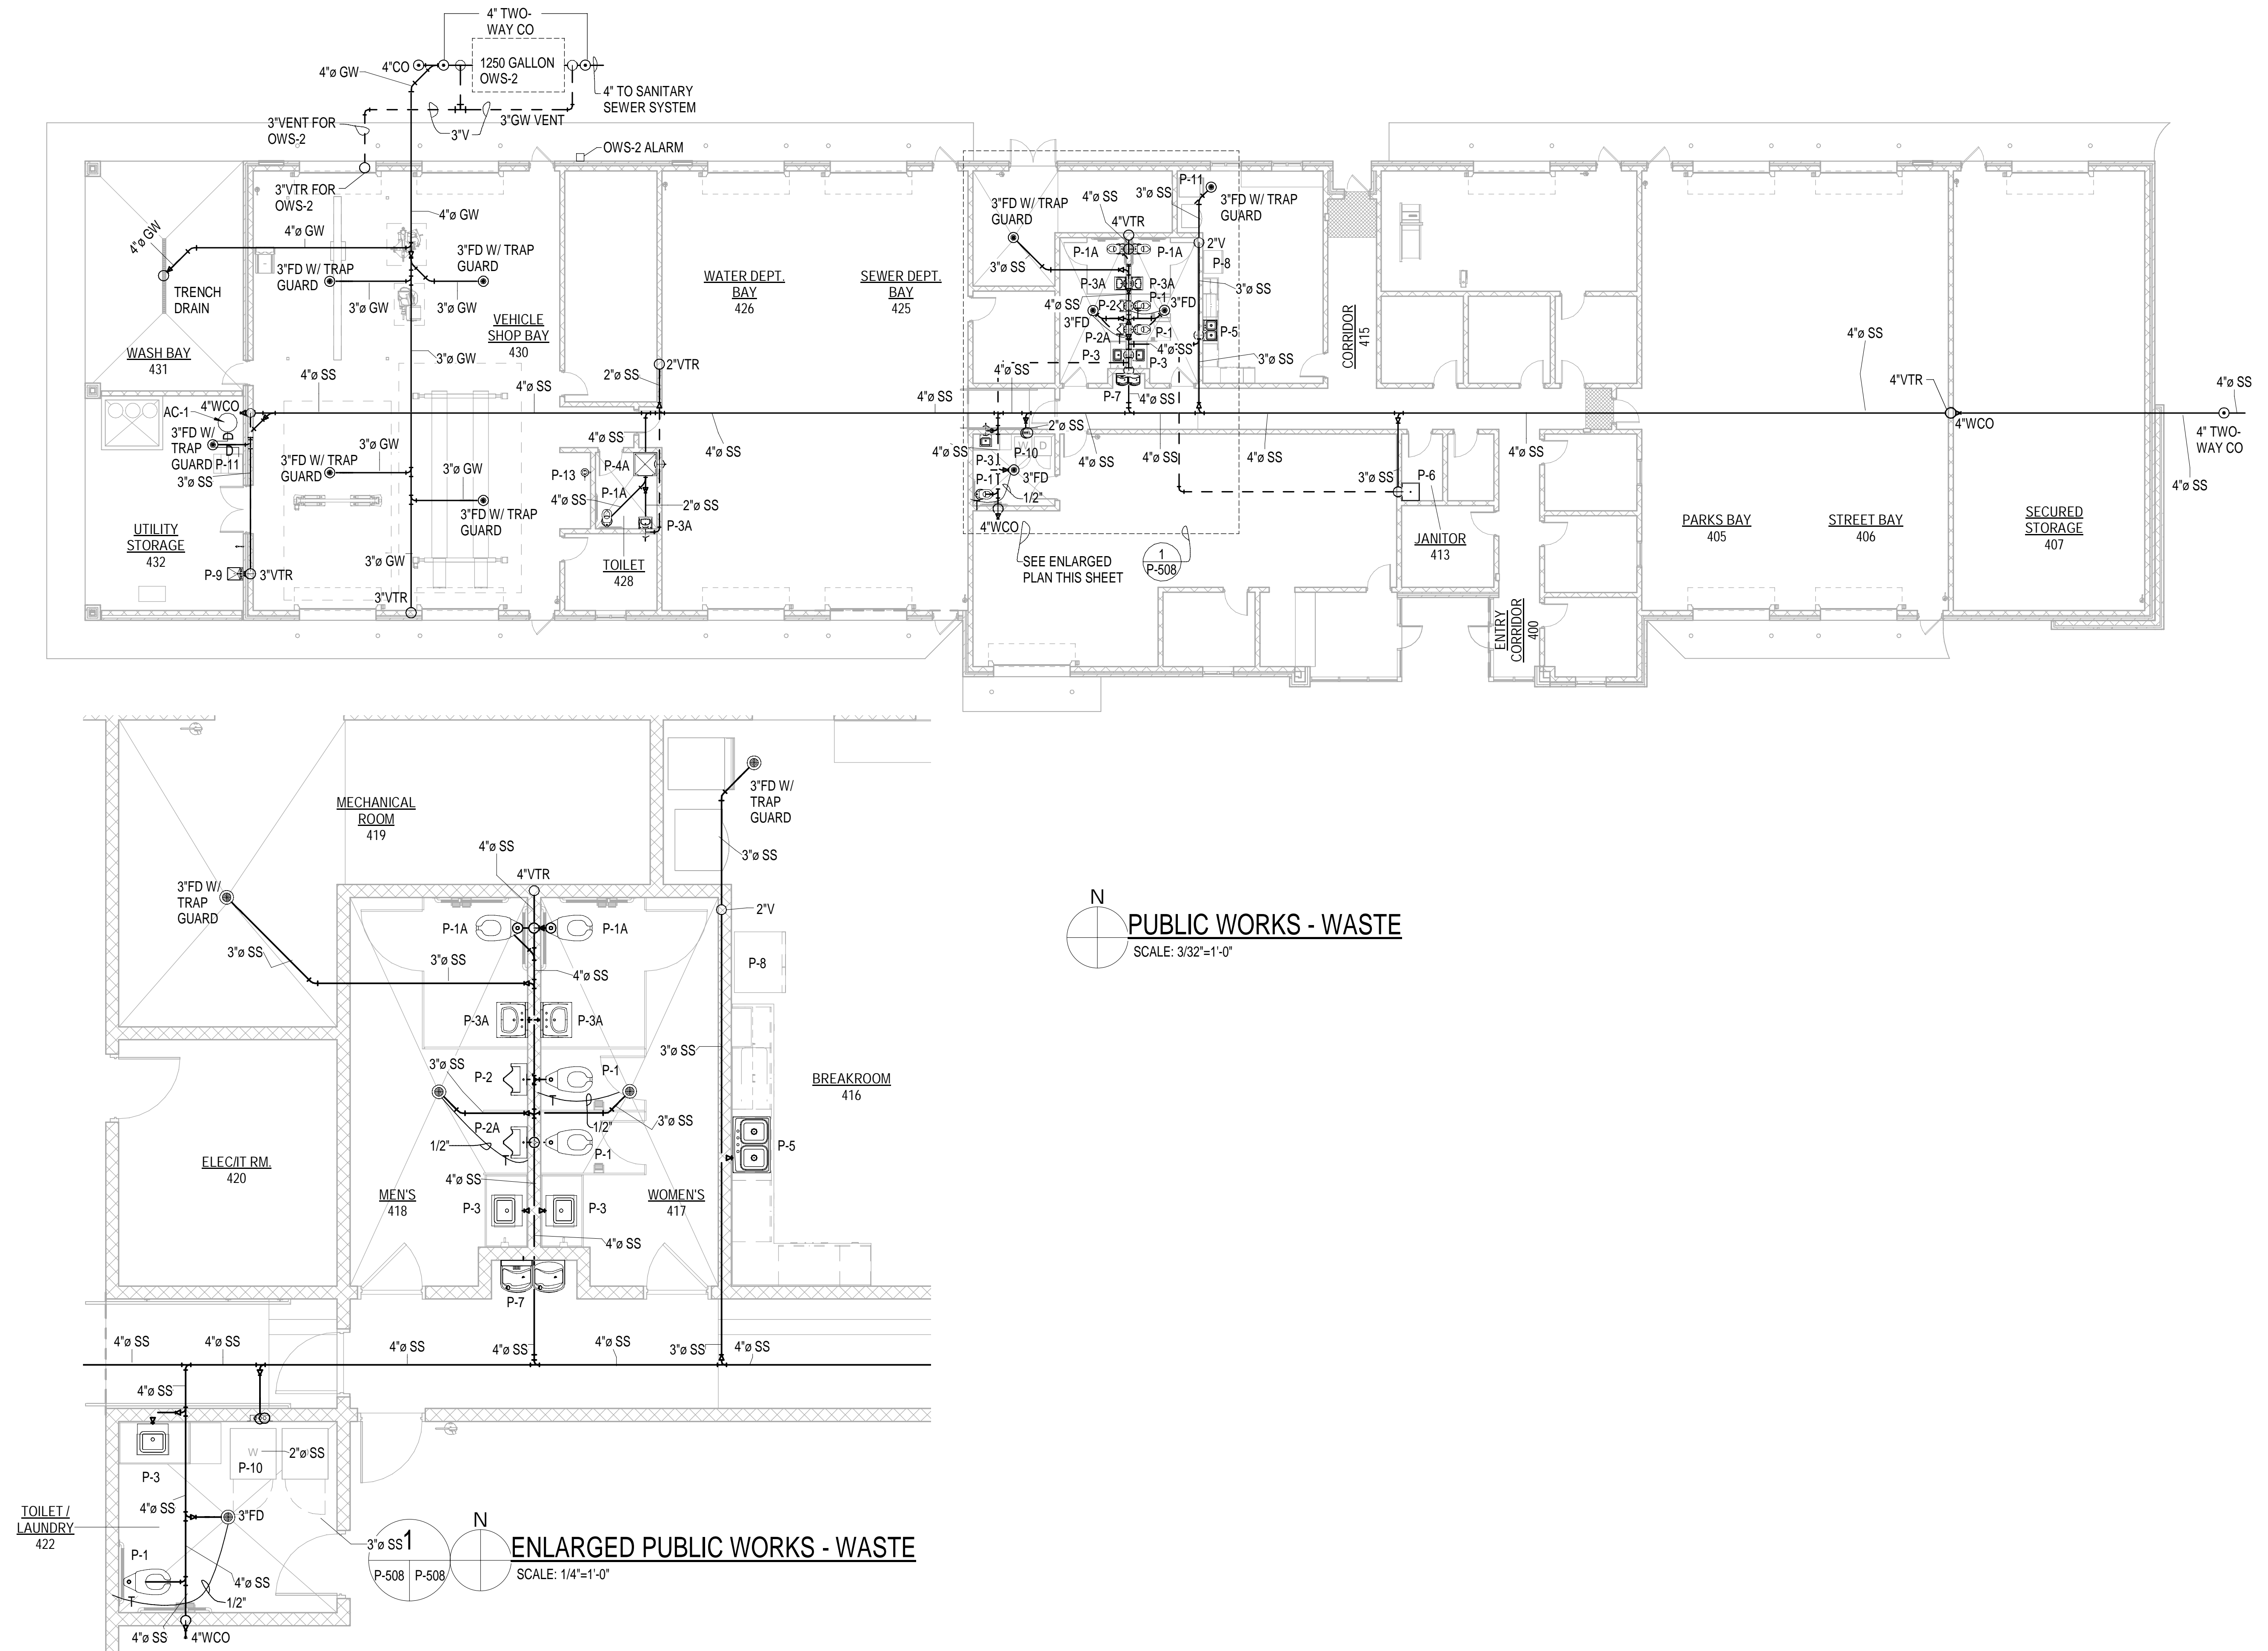 4" TWO-
WAY CO
4"CO
1250 GALLON
OWS-2
4"ø GW
4" TO SANITARY
SEWER SYSTEM
3"VENT FOR
OWS-2
3"V
3"GW VENT
OWS-2 ALARM
3"VTR FOR
OWS-2
4"ø GW
4"ø GW
4"ø GW
3"FD W/ TRAP
GUARD
3"FD W/ TRAP
GUARD
TRENCH
DRAIN
3"ø GW
3"ø GW
VEHICLE
SHOP BAY
430
WASH BAY
431
3"ø GW
4"ø SS
4"ø SS
AC-1
4"WCO
3"FD W/
TRAP
GUARD
P-11
3"ø SS
3"FD W/ TRAP
GUARD
3"ø GW
3"ø GW
3"FD W/ TRAP
GUARD
UTILITY
STORAGE
432
3"ø GW
P-9
3"VTR
3"VTR
WATER DEPT.
BAY
426
SEWER DEPT.
BAY
425
2"VTR
2"ø SS
4"ø SS
4"ø SS
4"ø SS
P-4A
P-13
P-1A
4"ø SS
2"ø SS
P-3A
TOILET
428
P-11
3"ø SS
4"ø SS
3"FD W/ TRAP
GUARD
3"FD W/ TRAP
GUARD
4"VTR
2"V
P-1A
P-1A
P-8
3"ø SS
P-3A
P-3A
3"ø SS
4"ø SS
P-2
P-1
3"FD
3"FD
P-2A
P-1
P-5
4"ø SS
P-3
P-3
3"ø SS
4"ø SS
P-7
4"ø SS
2"ø SS
W
D
P-3
P-10
4"ø SS
4"ø SS
4"ø SS
4"ø SS
P-1
3"FD
1/2"
4"WCO
SEE ENLARGED
PLAN THIS SHEET
1
P-508
CORRIDOR
415
3"ø SS
P-6
JANITOR
413
4"ø SS
ENTRY
CORRIDOR
400
4"ø SS
4"VTR
4"WCO
4"ø SS
4" TWO-
WAY CO
4"ø SS
PARKS BAY
405
STREET BAY
406
SECURED
STORAGE
407
MECHANICAL
ROOM
419
3"FD W/
TRAP
GUARD
3"ø SS
4"ø SS
4"VTR
3"FD W/
TRAP
GUARD
2"V
P-1A
P-1A
3"ø SS
3"ø SS
4"ø SS
P-8
P-3A
P-3A
3"ø SS
3"ø SS
P-2
P-1
BREAKROOM
416
T
3"ø SS
P-2A
1/2"
1/2"
T
P-1
P-5
ELEC/IT RM.
420
4"ø SS
MEN'S
418
P-3
P-3
WOMEN'S
417
4"ø SS
P-7
4"ø SS
4"ø SS
4"ø SS
4"ø SS
4"ø SS
3"ø SS
4"ø SS
4"ø SS
W
2"ø SS
P-10
P-3
4"ø SS
3"FD
TOILET /
LAUNDRY
422
3"ø SS
P-1
4"ø SS
T
1/2"
4"ø SS
4"WCO
1
P-508
P-508
N
ENLARGED PUBLIC WORKS - WASTE
SCALE: 1/4"=1'-0"
N
PUBLIC WORKS - WASTE
SCALE: 3/32"=1'-0"